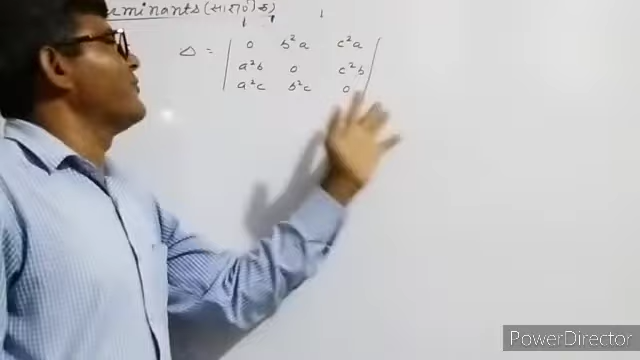 minants (सारणिक)
Δ = | 0 b²a c²a |
| a²b 0 c²b |
| a²c b²c 0 |
PowerDirector